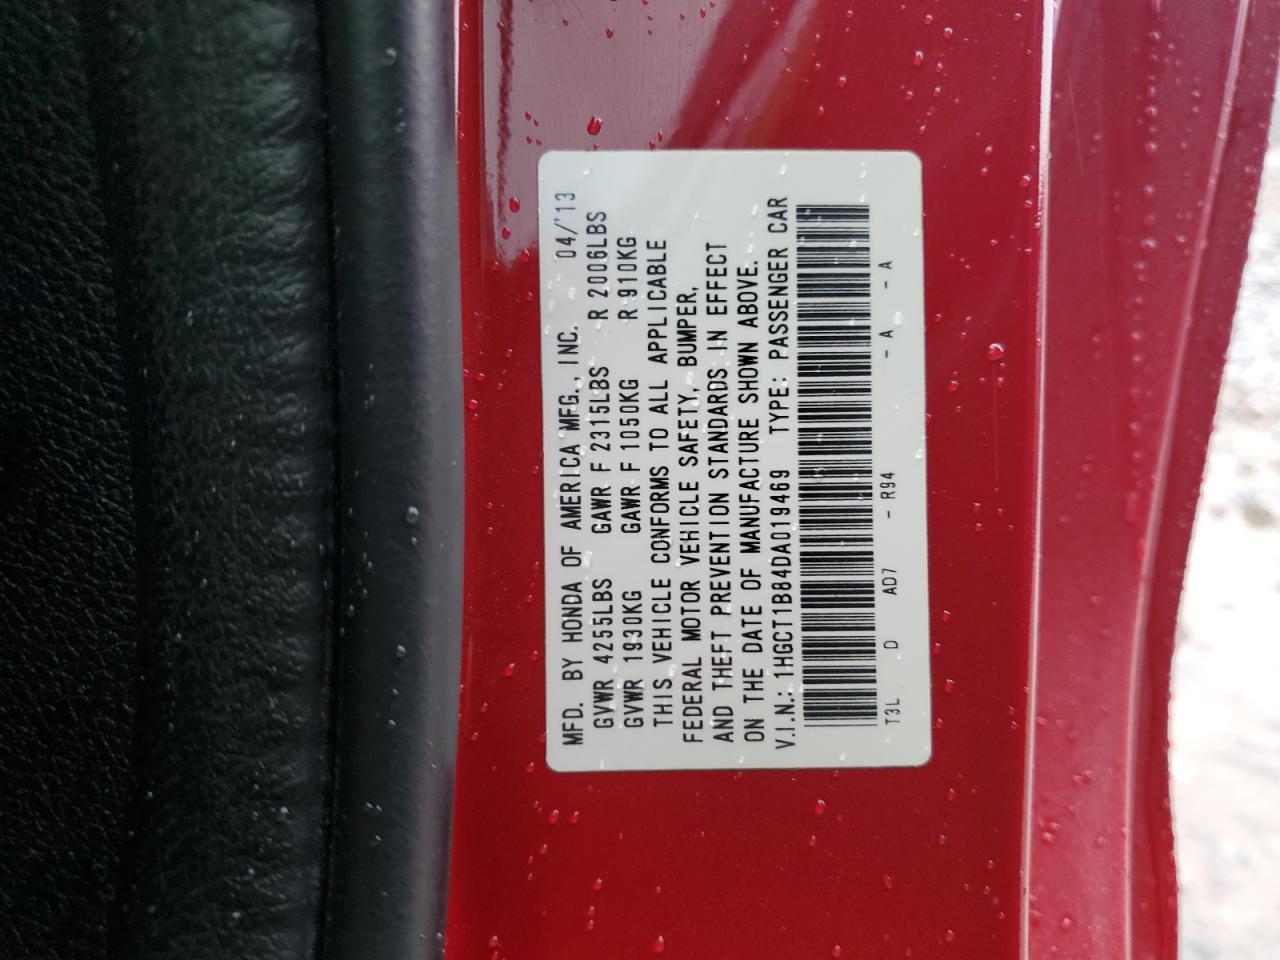 MFD. BY HONDA OF AMERICA MFG., INC. 04/'13
GVWR 4255LBS GAWR F 2315LBS R 2006LBS
GVWR 1930KG GAWR F 1050KG R 910KG
THIS VEHICLE CONFORMS TO ALL APPLICABLE
FEDERAL MOTOR VEHICLE SAFETY, BUMPER,
AND THEFT PREVENTION STANDARDS IN EFFECT
ON THE DATE OF MANUFACTURE SHOWN ABOVE.
V.I.N.: 1HGCT1B84DA019469 TYPE: PASSENGER CAR
T3L D AD7 - R94 - A - A